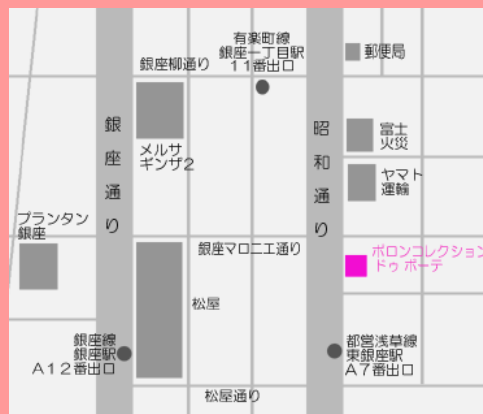 有楽町線
銀座一丁目駅
11番出口
郵便局
銀座柳通り
銀座通り
昭和通り
富士
火災
メルサ
ギンザ2
ヤマト
運輸
プランタン
銀座
銀座マロニエ通り
ボロンコレクション
ドゥ ボーテ
松屋
銀座線
銀座駅
A12番出口
都営浅草線
東銀座駅
A7番出口
松屋通り